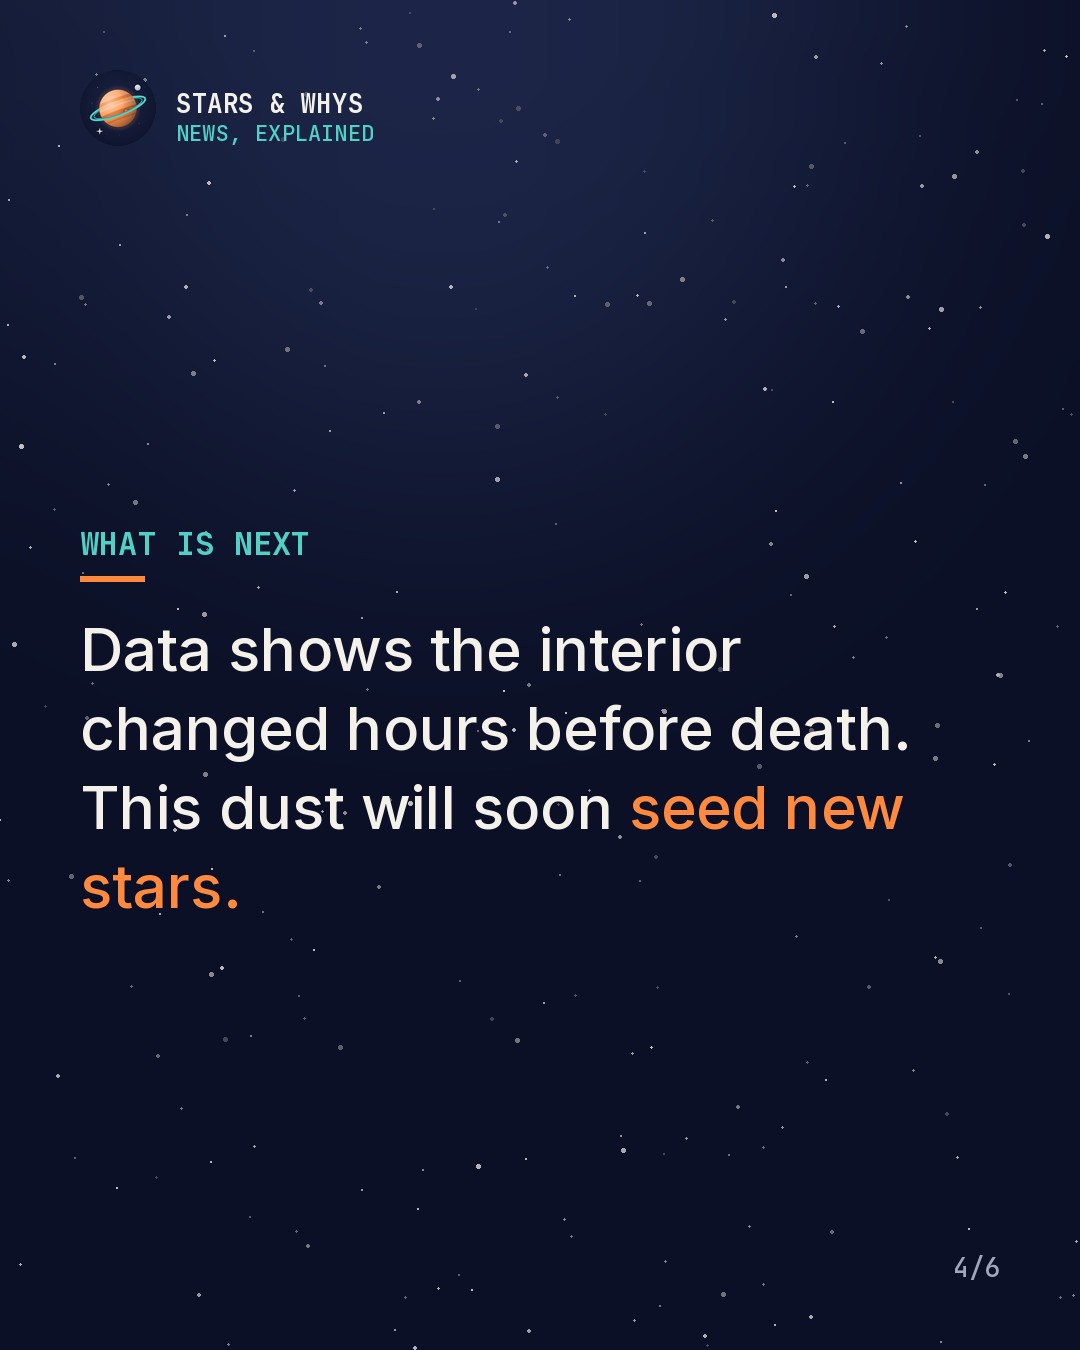 STARS & WHYS
NEWS, EXPLAINED
WHAT IS NEXT
Data shows the interior
changed hours before death.
This dust will soon seed new
stars.
4/6